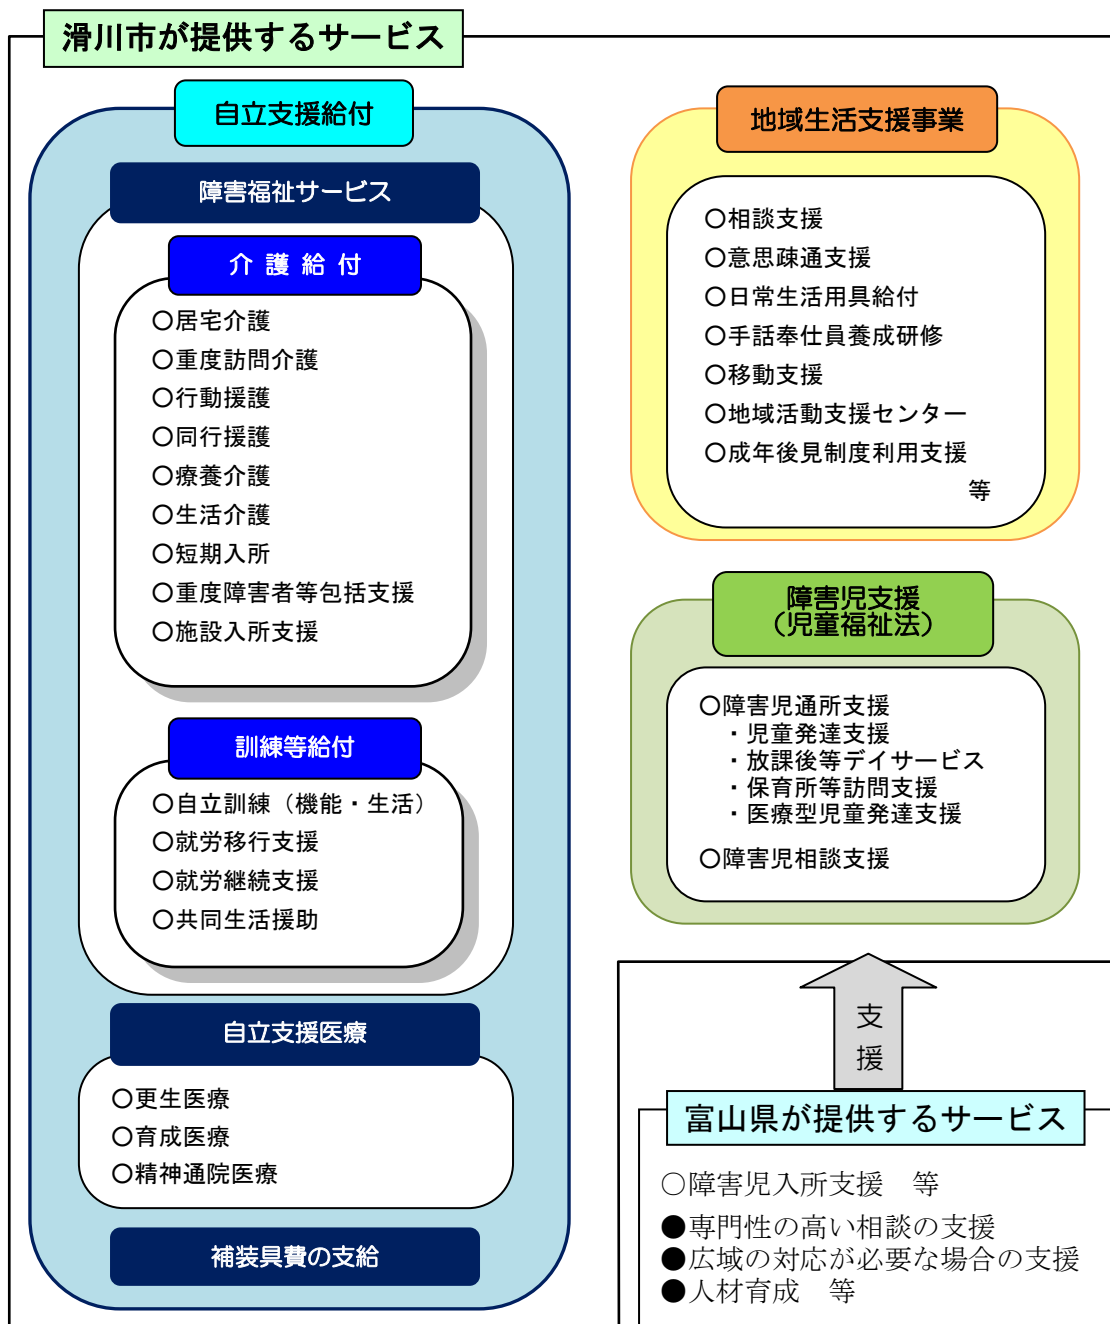 滑川市が提供するサービス
自立支援給付
障害福祉サービス
介 護 給 付
○居宅介護
○重度訪問介護
○行動援護
○同行援護
○療養介護
○生活介護
○短期入所
○重度障害者等包括支援
○施設入所支援
訓練等給付
○自立訓練（機能・生活）
○就労移行支援
○就労継続支援
○共同生活援助
自立支援医療
○更生医療
○育成医療
○精神通院医療
補装具費の支給
地域生活支援事業
○相談支援
○意思疎通支援
○日常生活用具給付
○手話奉仕員養成研修
○移動支援
○地域活動支援センター
○成年後見制度利用支援
等
障害児支援
（児童福祉法）
○障害児通所支援
・児童発達支援
・放課後等デイサービス
・保育所等訪問支援
・医療型児童発達支援
○障害児相談支援
支
援
富山県が提供するサービス
○障害児入所支援　等
●専門性の高い相談の支援
●広域の対応が必要な場合の支援
●人材育成　等